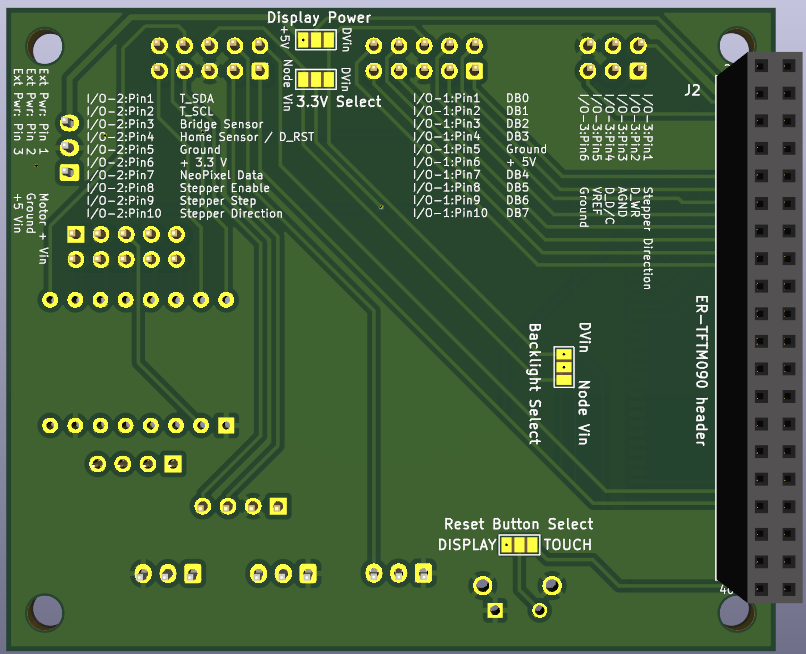 Display Power
+5V
DVin
Node Vin
DVin
3.3V Select
J2
Ext Pwr: Pin 1
Ext Pwr: Pin 2
Ext Pwr: Pin 3
Motor + Vin
Ground
+5 Vin
I/O-2:Pin1 T_SDA
I/O-2:Pin2 T_SCL
I/O-2:Pin3 Bridge Sensor
I/O-2:Pin4 Home Sensor / D_RST
I/O-2:Pin5 Ground
I/O-2:Pin6 + 3.3 V
I/O-2:Pin7 NeoPixel Data
I/O-2:Pin8 Stepper Enable
I/O-2:Pin9 Stepper Step
I/O-2:Pin10 Stepper Direction
I/O-1:Pin1 DB0
I/O-1:Pin2 DB1
I/O-1:Pin3 DB2
I/O-1:Pin4 DB3
I/O-1:Pin5 Ground
I/O-1:Pin6 + 5V
I/O-1:Pin7 DB4
I/O-1:Pin8 DB5
I/O-1:Pin9 DB6
I/O-1:Pin10 DB7
I/O-3:Pin1 Stepper Direction
I/O-3:Pin2 D_WR
I/O-3:Pin3 AGND
I/O-3:Pin4 D_D/C
I/O-3:Pin5 VREF
I/O-3:Pin6 Ground
ER-TFTM090 header
DVin
Node Vin
Backlight Select
Reset Button Select
DISPLAY
TOUCH